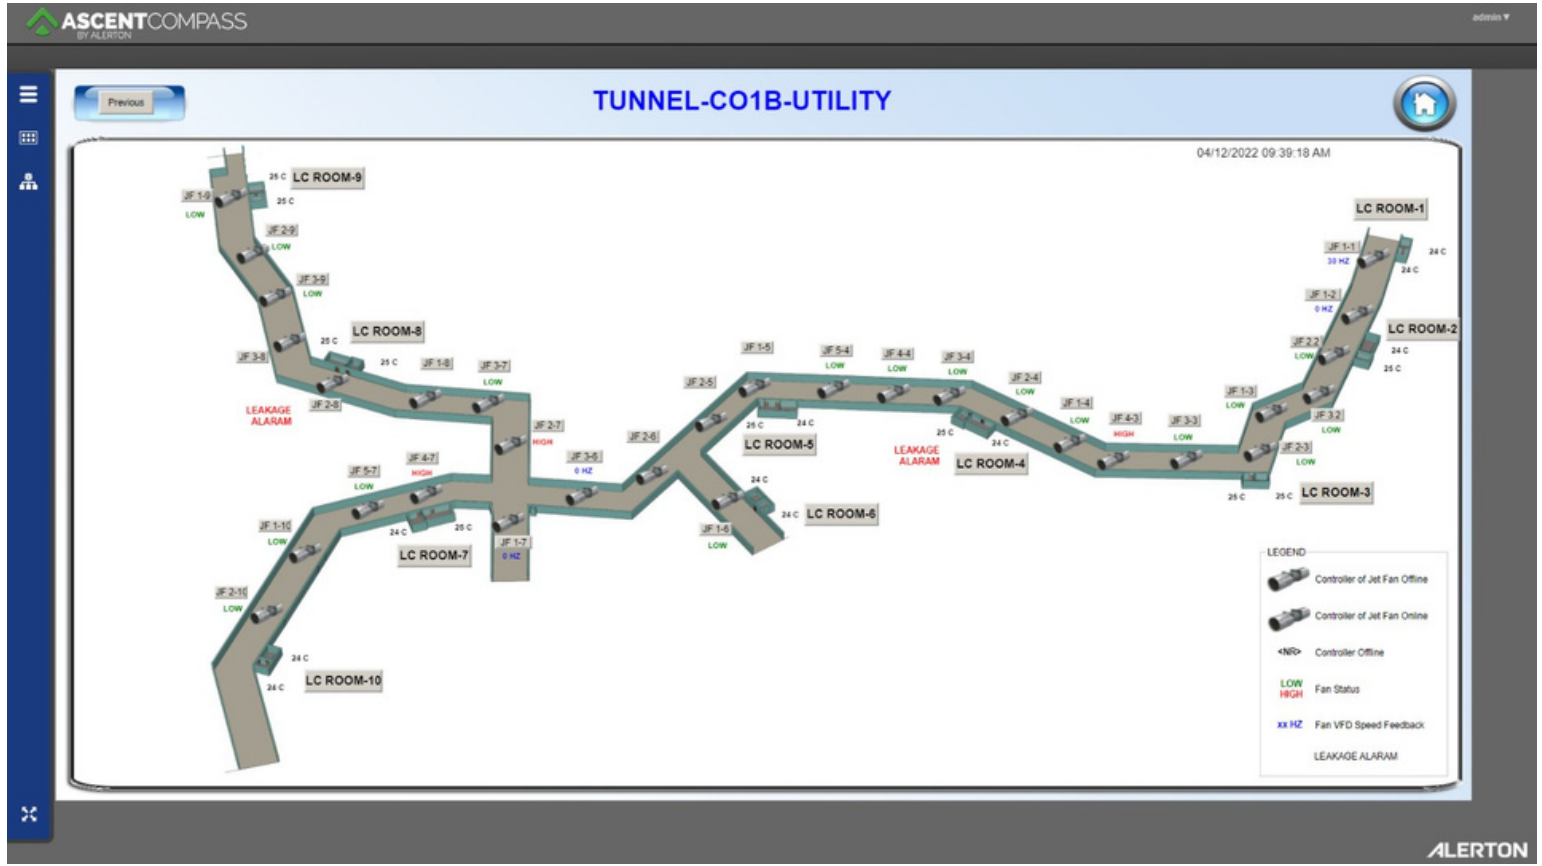 ASCENTCOMPASS
BY ALERTON
admin▼
Previous
TUNNEL-CO1B-UTILITY
04/12/2022 09:39:18 AM
25 C
LC ROOM-9
JF 1-9
25 C
LOW
JF 2-9
LOW
JF 3-9
LOW
LC ROOM-8
25 C
JF 3-8
25 C
JF 1-8
JF 3-7
LOW
LEAKAGE
ALARAM
JF 2-8
JF 2-7
HIGH
JF 4-7
HIGH
JF 5-7
LOW
JF 3-6
0 HZ
JF 2-6
JF 1-10
LOW
24 C
25 C
LC ROOM-7
JF 1-7
0 HZ
JF 2-10
LOW
24 C
24 C
LC ROOM-10
JF 1-5
JF 2-5
25 C
24 C
LC ROOM-5
24 C
24 C
LC ROOM-6
JF 1-6
LOW
JF 5-4
LOW
JF 4-4
LOW
JF 3-4
LOW
JF 2-4
LOW
JF 1-4
LOW
25 C
24 C
LEAKAGE
ALARAM
LC ROOM-4
JF 4-3
HIGH
JF 3-3
LOW
LC ROOM-1
JF 1-1
30 HZ
24 C
24 C
JF 1-2
0 HZ
LC ROOM-2
JF 2.2
LOW
24 C
25 C
JF 1-3
LOW
JF 3.2
LOW
JF 2-3
LOW
25 C
25 C
LC ROOM-3
LEGEND
Controller of Jet Fan Offline
Controller of Jet Fan Online
<NR>
Controller Offline
LOW
HIGH
Fan Status
xx HZ
Fan VFD Speed Feedback
LEAKAGE ALARAM
ALERTON